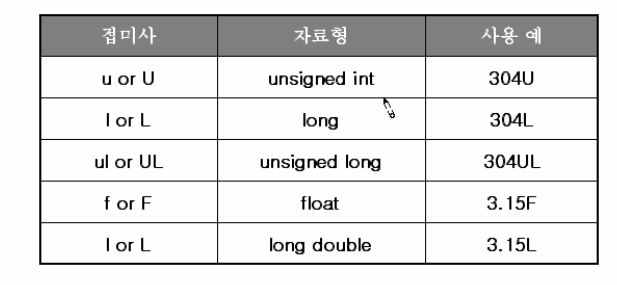 접미사 자료형 사용 예
u or U unsigned int 304U
l or L long 304L
ul or UL unsigned long 304UL
f or F float 3.15F
l or L long double 3.15L